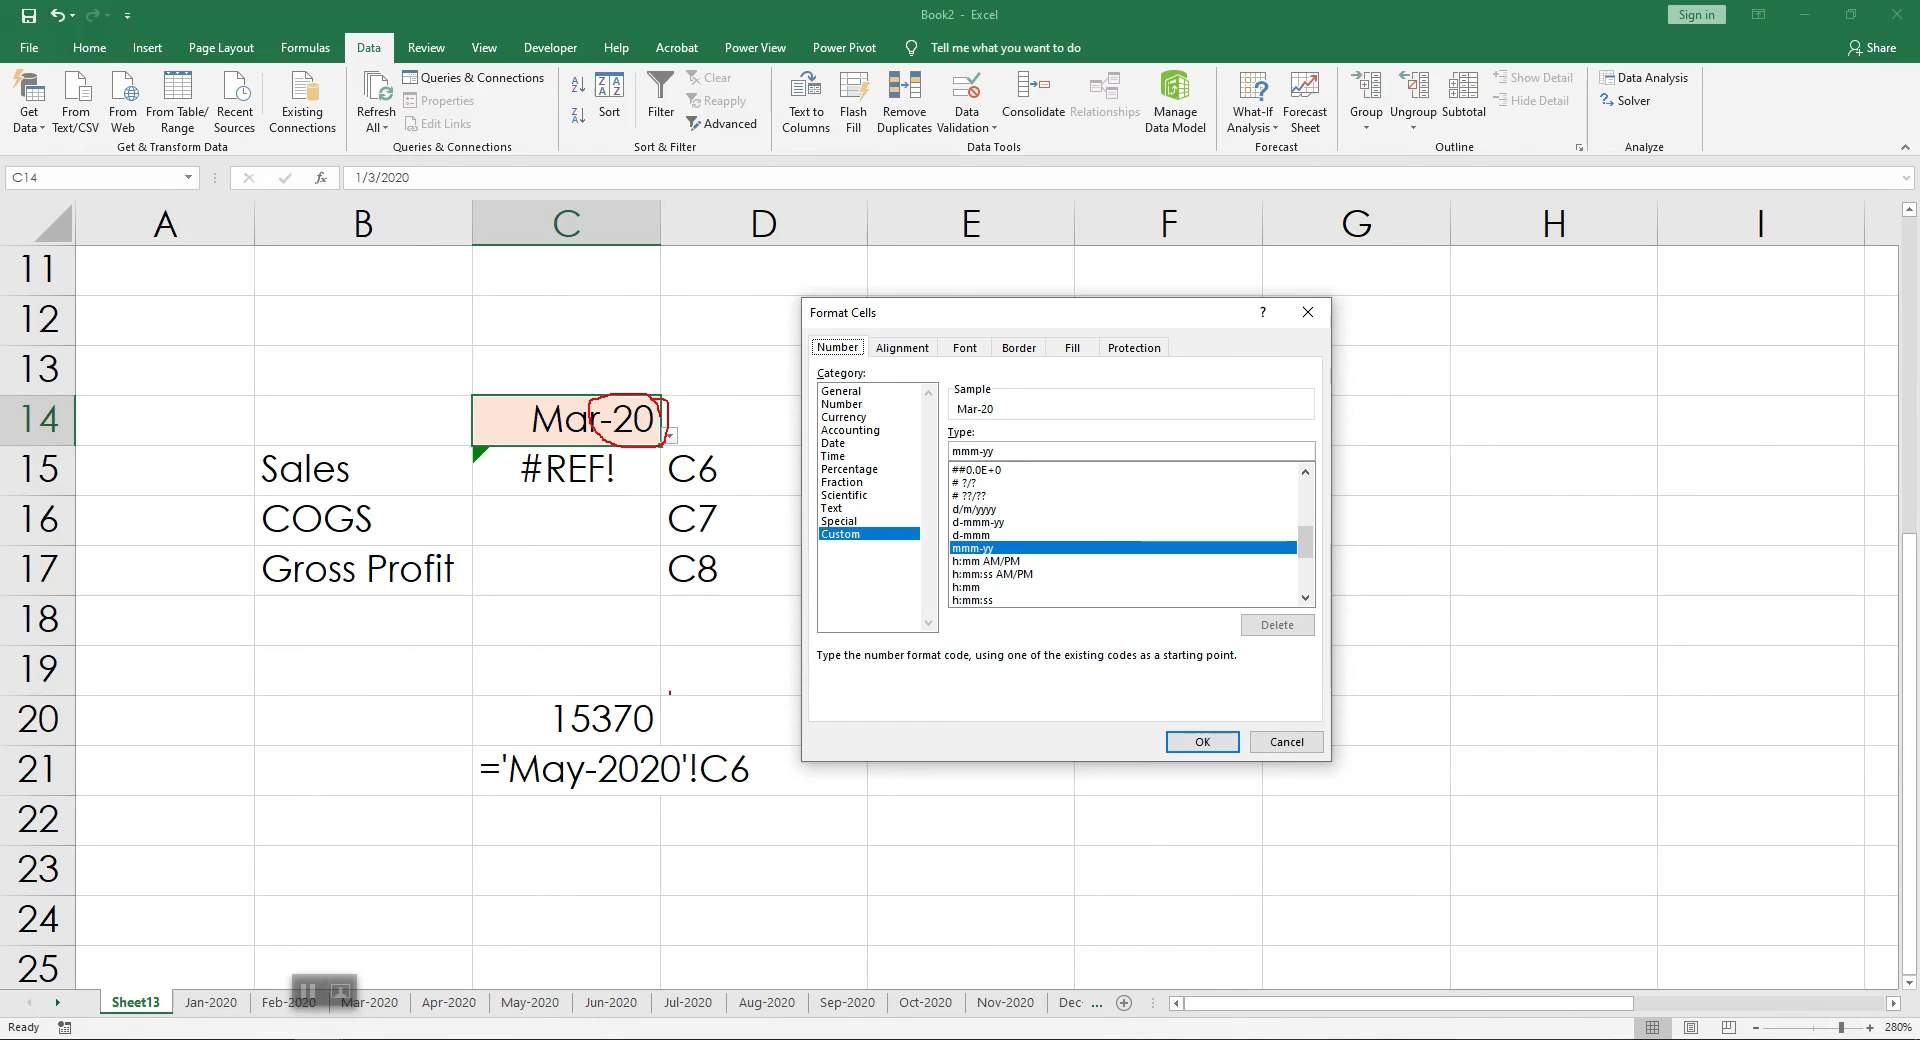 Book2 - Excel
Sign in
File Home Insert Page Layout Formulas Data Review View Developer Help Acrobat Power View Power Pivot Tell me what you want to do Share
Get Data
From Text/CSV
From Web
From Table/ Range
Recent Sources
Existing Connections
Get & Transform Data
Refresh All
Queries & Connections
Properties
Edit Links
Queries & Connections
Sort
Filter
Clear
Reapply
Advanced
Sort & Filter
Text to Columns
Flash Fill
Remove Duplicates
Data Validation
Consolidate
Relationships
Manage Data Model
Data Tools
What-If Analysis
Forecast Sheet
Forecast
Group
Ungroup
Subtotal
Show Detail
Hide Detail
Outline
Data Analysis
Solver
Analyze
C14 fx 1/3/2020
A B C D E F G H I
11
12
13
14 Mar-20
15 Sales #REF! C6
16 COGS C7
17 Gross Profit C8
18
19
20 15370
21 ='May-2020'!C6
22
23
24
25
Format Cells ?
Number Alignment Font Border Fill Protection
Category:
General
Number
Currency
Accounting
Date
Time
Percentage
Fraction
Scientific
Text
Special
Custom
Sample
Mar-20
Type:
mmm-yy
##0.0E+0
# ?/?
# ??/??
d/m/yyyy
d-mmm-yy
d-mmm
mmm-yy
h:mm AM/PM
h:mm:ss AM/PM
h:mm
h:mm:ss
Delete
Type the number format code, using one of the existing codes as a starting point.
OK Cancel
Sheet13 Jan-2020 Feb-2020 Mar-2020 Apr-2020 May-2020 Jun-2020 Jul-2020 Aug-2020 Sep-2020 Oct-2020 Nov-2020 Dec- ...
Ready
280%